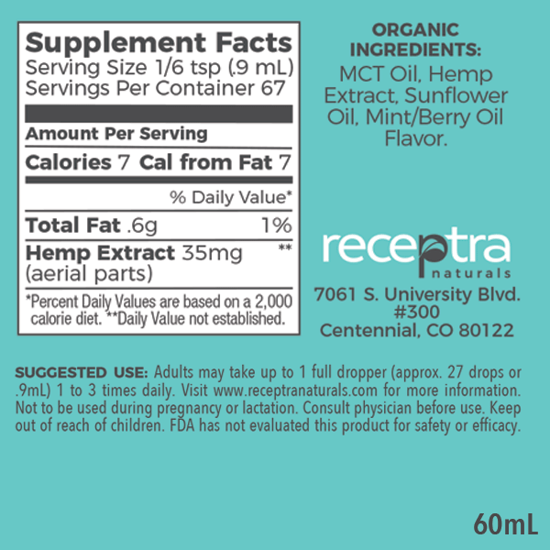 Supplement Facts
Serving Size 1/6 tsp (.9 mL)
Servings Per Container 67
Amount Per Serving
Calories 7 Cal from Fat 7
% Daily Value*
Total Fat .6g 1%
Hemp Extract 35mg **
(aerial parts)
*Percent Daily Values are based on a 2,000
calorie diet. **Daily Value not established.
ORGANIC
INGREDIENTS:
MCT Oil, Hemp
Extract, Sunflower
Oil, Mint/Berry Oil
Flavor.
receptra
naturals
7061 S. University Blvd.
#300
Centennial, CO 80122
SUGGESTED USE: Adults may take up to 1 full dropper (approx. 27 drops or
.9mL) 1 to 3 times daily. Visit www.receptranaturals.com for more information.
Not to be used during pregnancy or lactation. Consult physician before use. Keep
out of reach of children. FDA has not evaluated this product for safety or efficacy.
60mL